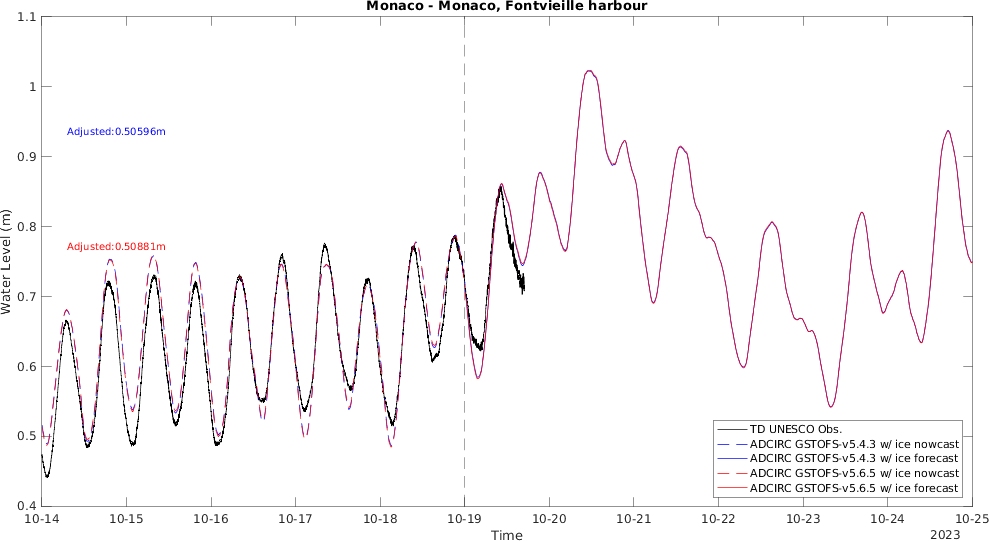 Monaco - Monaco, Fontvieille harbour
1.1
1
0.9
0.8
0.7
0.6
0.5
0.4
Water Level (m)
Adjusted:0.50596m
Adjusted:0.50881m
TD UNESCO Obs.
ADCIRC GSTOFS-v5.4.3 w/ ice nowcast
ADCIRC GSTOFS-v5.4.3 w/ ice forecast
ADCIRC GSTOFS-v5.6.5 w/ ice nowcast
ADCIRC GSTOFS-v5.6.5 w/ ice forecast
10-14 10-15 10-16 10-17 10-18 10-19 10-20 10-21 10-22 10-23 10-24 10-25
Time
2023